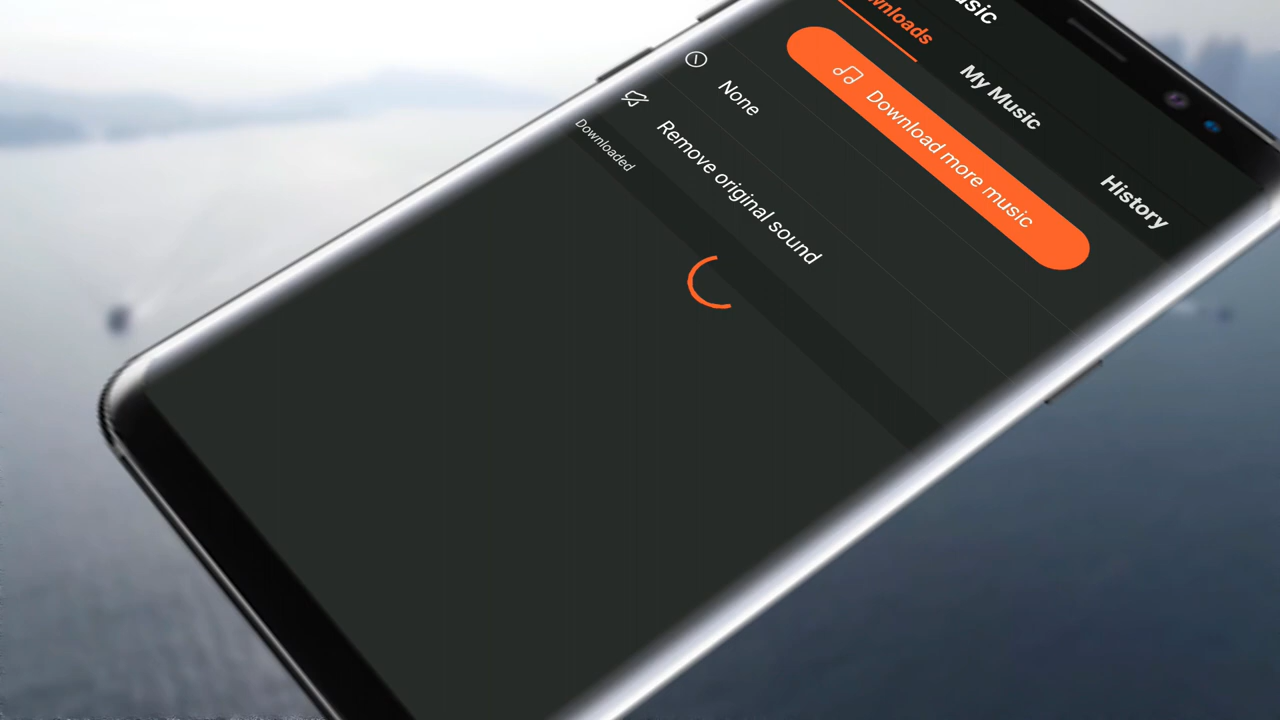 Downloads
My Music
History
Download more music
None
Remove original sound
Downloaded